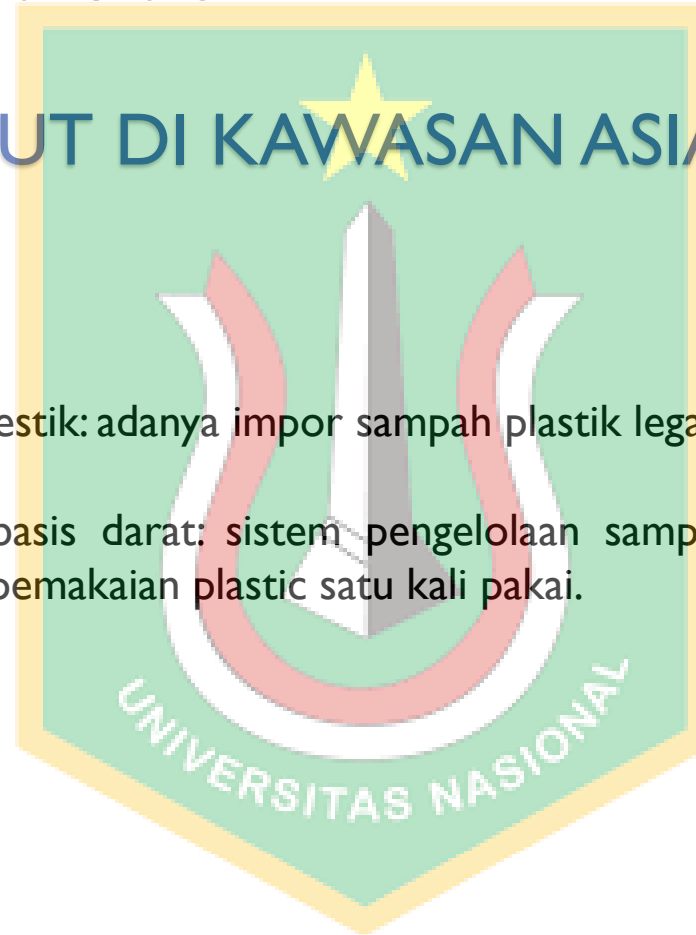 UT DI KAWASAN ASIA
estik: adanya impor sampah plastik lega
basis darat: sistem pengelolaan samp
pemakaian plastic satu kali pakai.
UNIVERSITAS NASIONAL